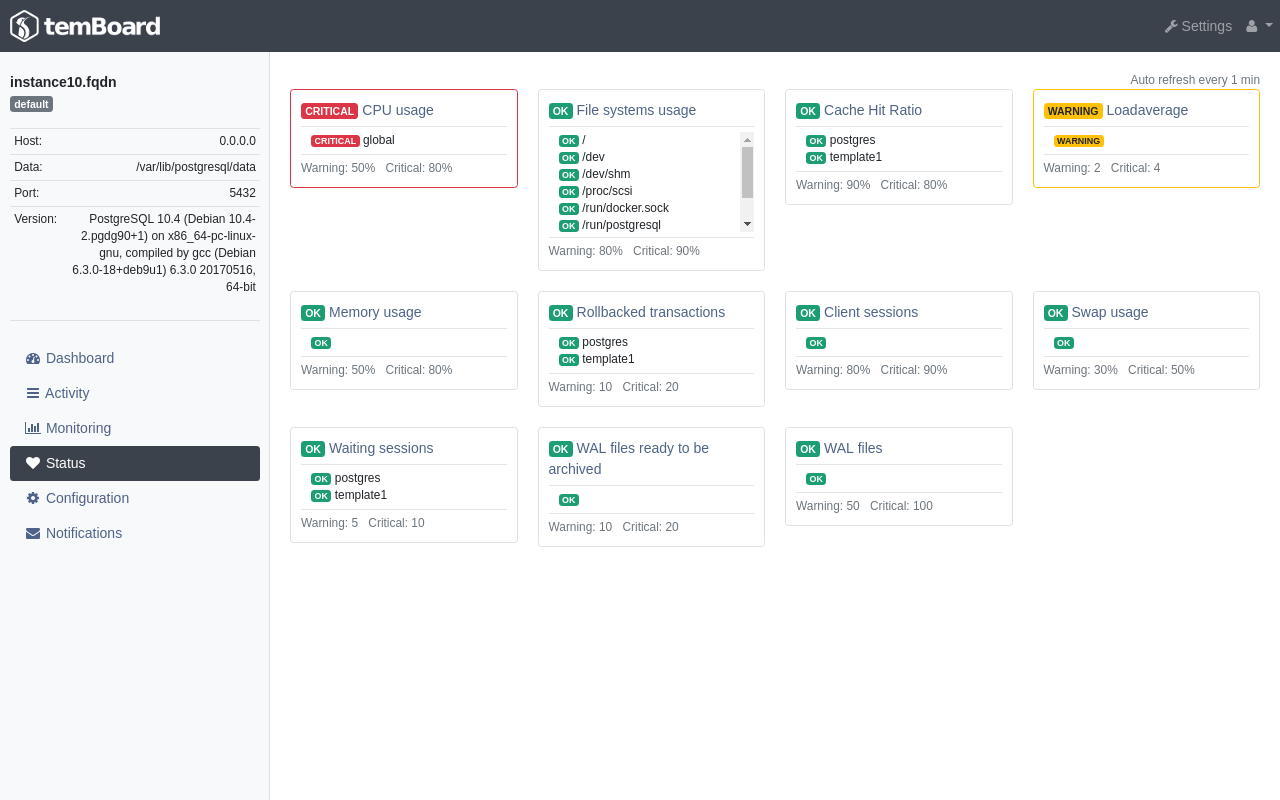 temBoard
Settings
instance10.fqdn
default
Host: 0.0.0.0
Data: /var/lib/postgresql/data
Port: 5432
Version: PostgreSQL 10.4 (Debian 10.4-
2.pgdg90+1) on x86_64-pc-linux-
gnu, compiled by gcc (Debian
6.3.0-18+deb9u1) 6.3.0 20170516,
64-bit
Dashboard
Activity
Monitoring
Status
Configuration
Notifications
Auto refresh every 1 min
CRITICAL CPU usage
CRITICAL global
Warning: 50% Critical: 80%
OK File systems usage
OK /
OK /dev
OK /dev/shm
OK /proc/scsi
OK /run/docker.sock
OK /run/postgresql
Warning: 80% Critical: 90%
OK Cache Hit Ratio
OK postgres
OK template1
Warning: 90% Critical: 80%
WARNING Loadaverage
WARNING
Warning: 2 Critical: 4
OK Memory usage
OK
Warning: 50% Critical: 80%
OK Rollbacked transactions
OK postgres
OK template1
Warning: 10 Critical: 20
OK Client sessions
OK
Warning: 80% Critical: 90%
OK Swap usage
OK
Warning: 30% Critical: 50%
OK Waiting sessions
OK postgres
OK template1
Warning: 5 Critical: 10
OK WAL files ready to be
archived
OK
Warning: 10 Critical: 20
OK WAL files
OK
Warning: 50 Critical: 100